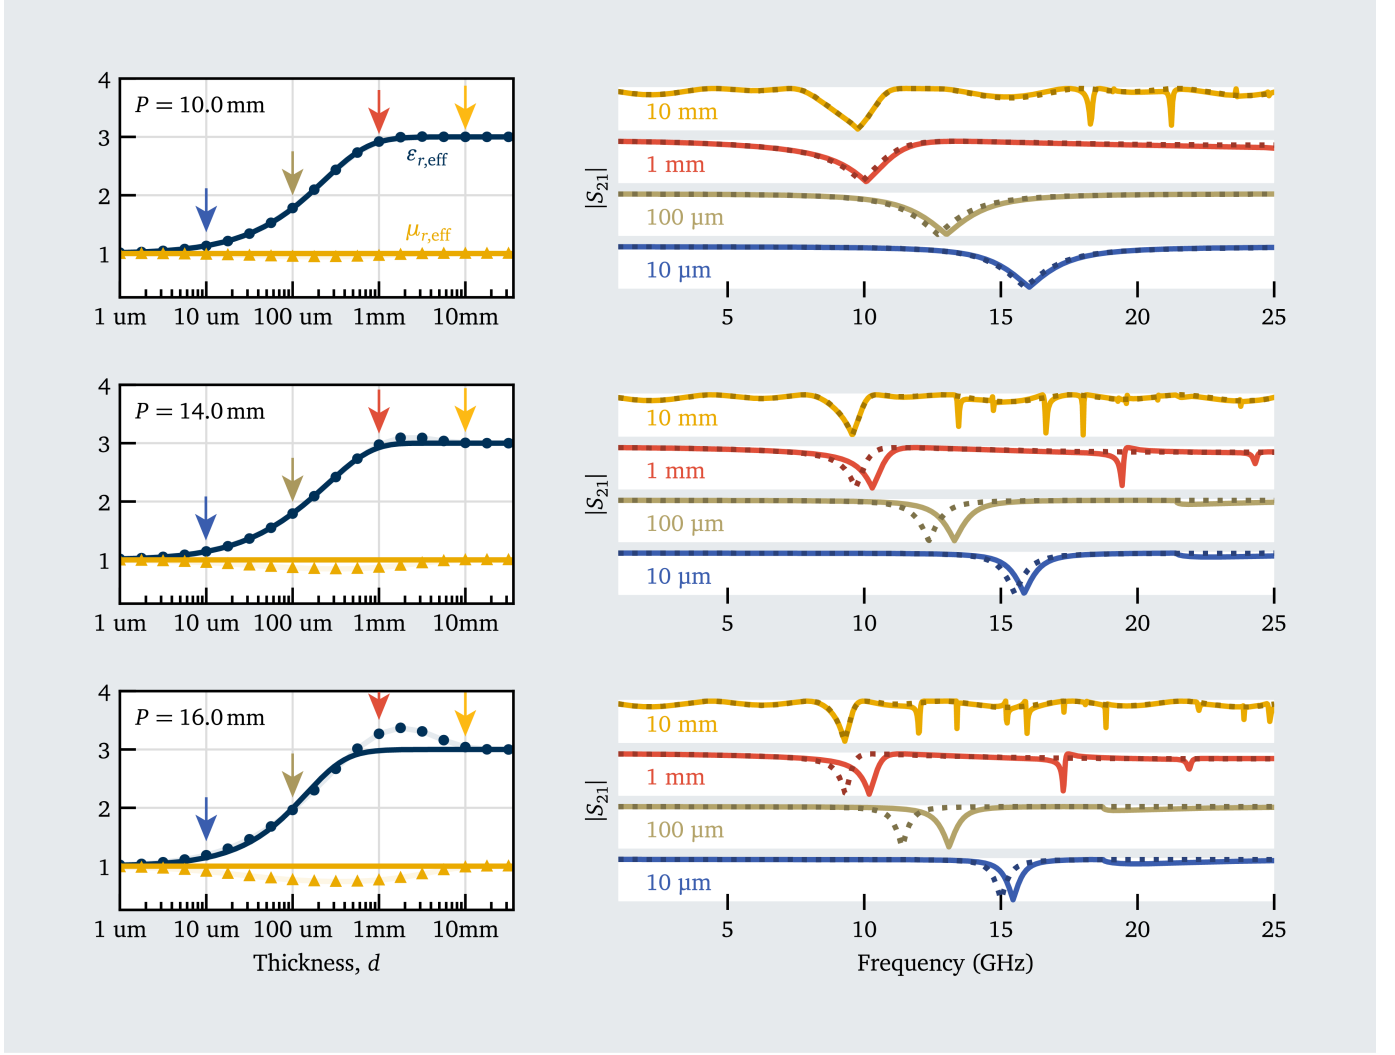 4
P = 10.0 mm
3
εr,eff
2
μr,eff
1
1 um 10 um 100 um 1mm 10mm
10 mm
1 mm
100 μm
10 μm
|S21|
5 10 15 20 25
4
P = 14.0 mm
3
2
1
1 um 10 um 100 um 1mm 10mm
10 mm
1 mm
100 μm
10 μm
|S21|
5 10 15 20 25
4
P = 16.0 mm
3
2
1
1 um 10 um 100 um 1mm 10mm
Thickness, d
10 mm
1 mm
100 μm
10 μm
|S21|
5 10 15 20 25
Frequency (GHz)